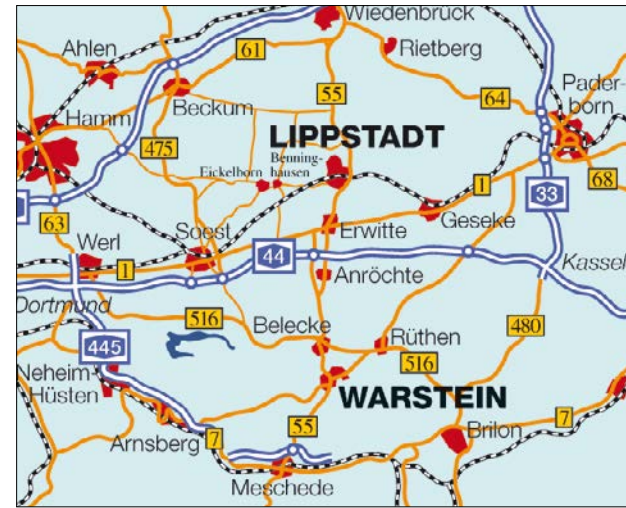 Wiedenbrück
Ahlen
61
Rietberg
Hamm
Beckum
55
64
Pader-
born
475
LIPPSTADT
Benning-
Eickelborn hausen
1
68
63
33
Werl
Soest
Erwitte
Geseke
44
1
Anröchte
Kassel
Dortmund
516
Belecke
Rüthen
480
445
516
Neheim-
Hüsten
WARSTEIN
Arnsberg
7
55
Brilon
7
Meschede